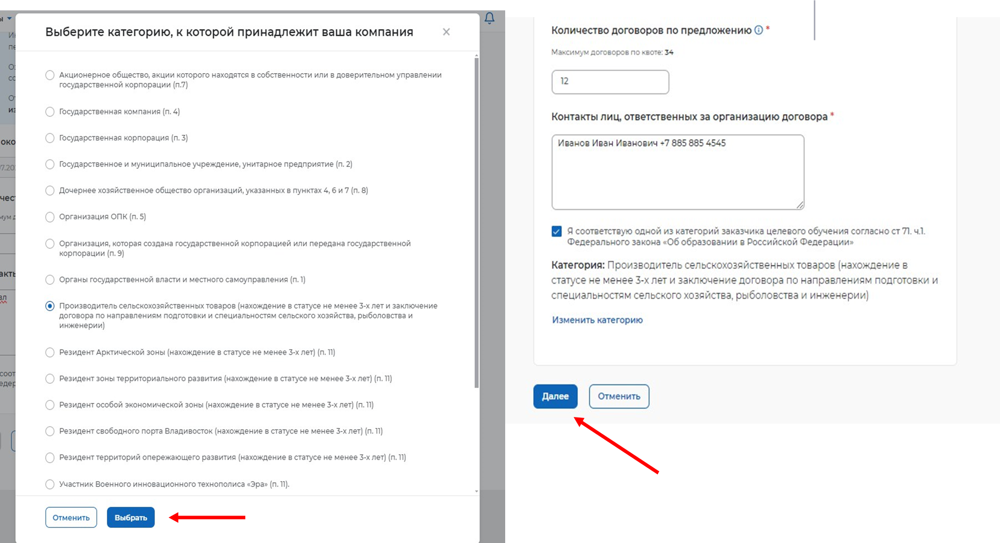 Выберите категорию, к которой принадлежит ваша компания
Акционерное общество, акции которого находятся в собственности или в доверительном управлении
государственной корпорации (п.7)
Государственная компания (п. 4)
Государственная корпорация (п. 3)
Государственное и муниципальное учреждение, унитарное предприятие (п. 2)
Дочернее хозяйственное общество организаций, указанных в пунктах 4, 6 и 7 (п. 8)
Организация ОПК (п. 5)
Организация, которая создана государственной корпорацией или передана государственной
корпорации (п. 9)
Органы государственной власти и местного самоуправления (п. 1)
Производитель сельскохозяйственных товаров (нахождение в статусе не менее 3-х лет и заключение
договора по направлениям подготовки и специальностям сельского хозяйства, рыболовства и
инженерии)
Резидент Арктической зоны (нахождение в статусе не менее 3-х лет) (п. 11)
Резидент зоны территориального развития (нахождение в статусе не менее 3-х лет) (п. 11)
Резидент особой экономической зоны (нахождение в статусе не менее 3-х лет) (п. 11)
Резидент свободного порта Владивосток (нахождение в статусе не менее 3-х лет) (п. 11)
Резидент территорий опережающего развития (нахождение в статусе не менее 3-х лет) (п. 11)
Участник Военного инновационного технополиса «Эра» (п. 11).
Отменить
Выбрать
Количество договоров по предложению *
Максимум договоров по квоте: 34
12
Контакты лиц, ответственных за организацию договора *
Иванов Иван Иванович +7 885 885 4545
Я соответствую одной из категорий заказчика целевого обучения согласно ст 71. ч.1.
Федерального закона «Об образовании в Российской Федерации»
Категория: Производитель сельскохозяйственных товаров (нахождение в
статусе не менее 3-х лет и заключение договора по направлениям подготовки и
специальностям сельского хозяйства, рыболовства и инженерии)
Изменить категорию
Далее
Отменить